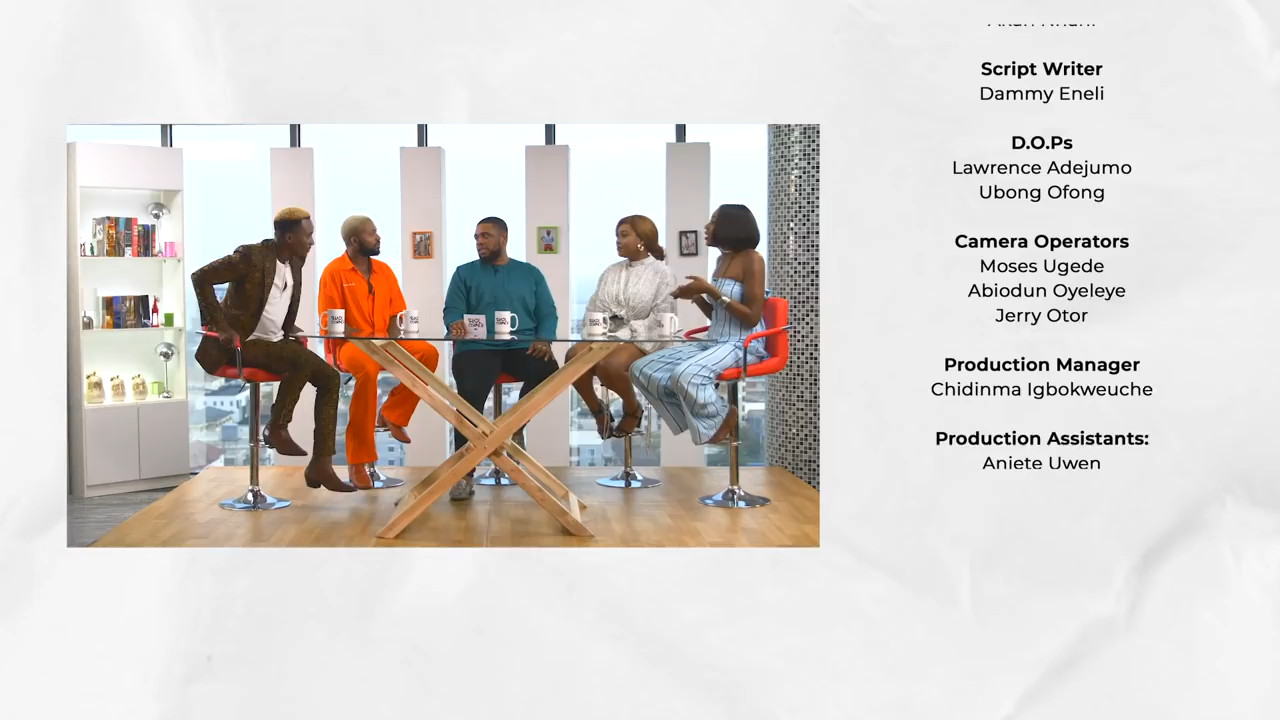 Script Writer
Dammy Eneli
D.O.Ps
Lawrence Adejumo
Ubong Ofong
Camera Operators
Moses Ugede
Abiodun Oyeleye
Jerry Otor
Production Manager
Chidinma Igbokweuche
Production Assistants:
Aniete Uwen